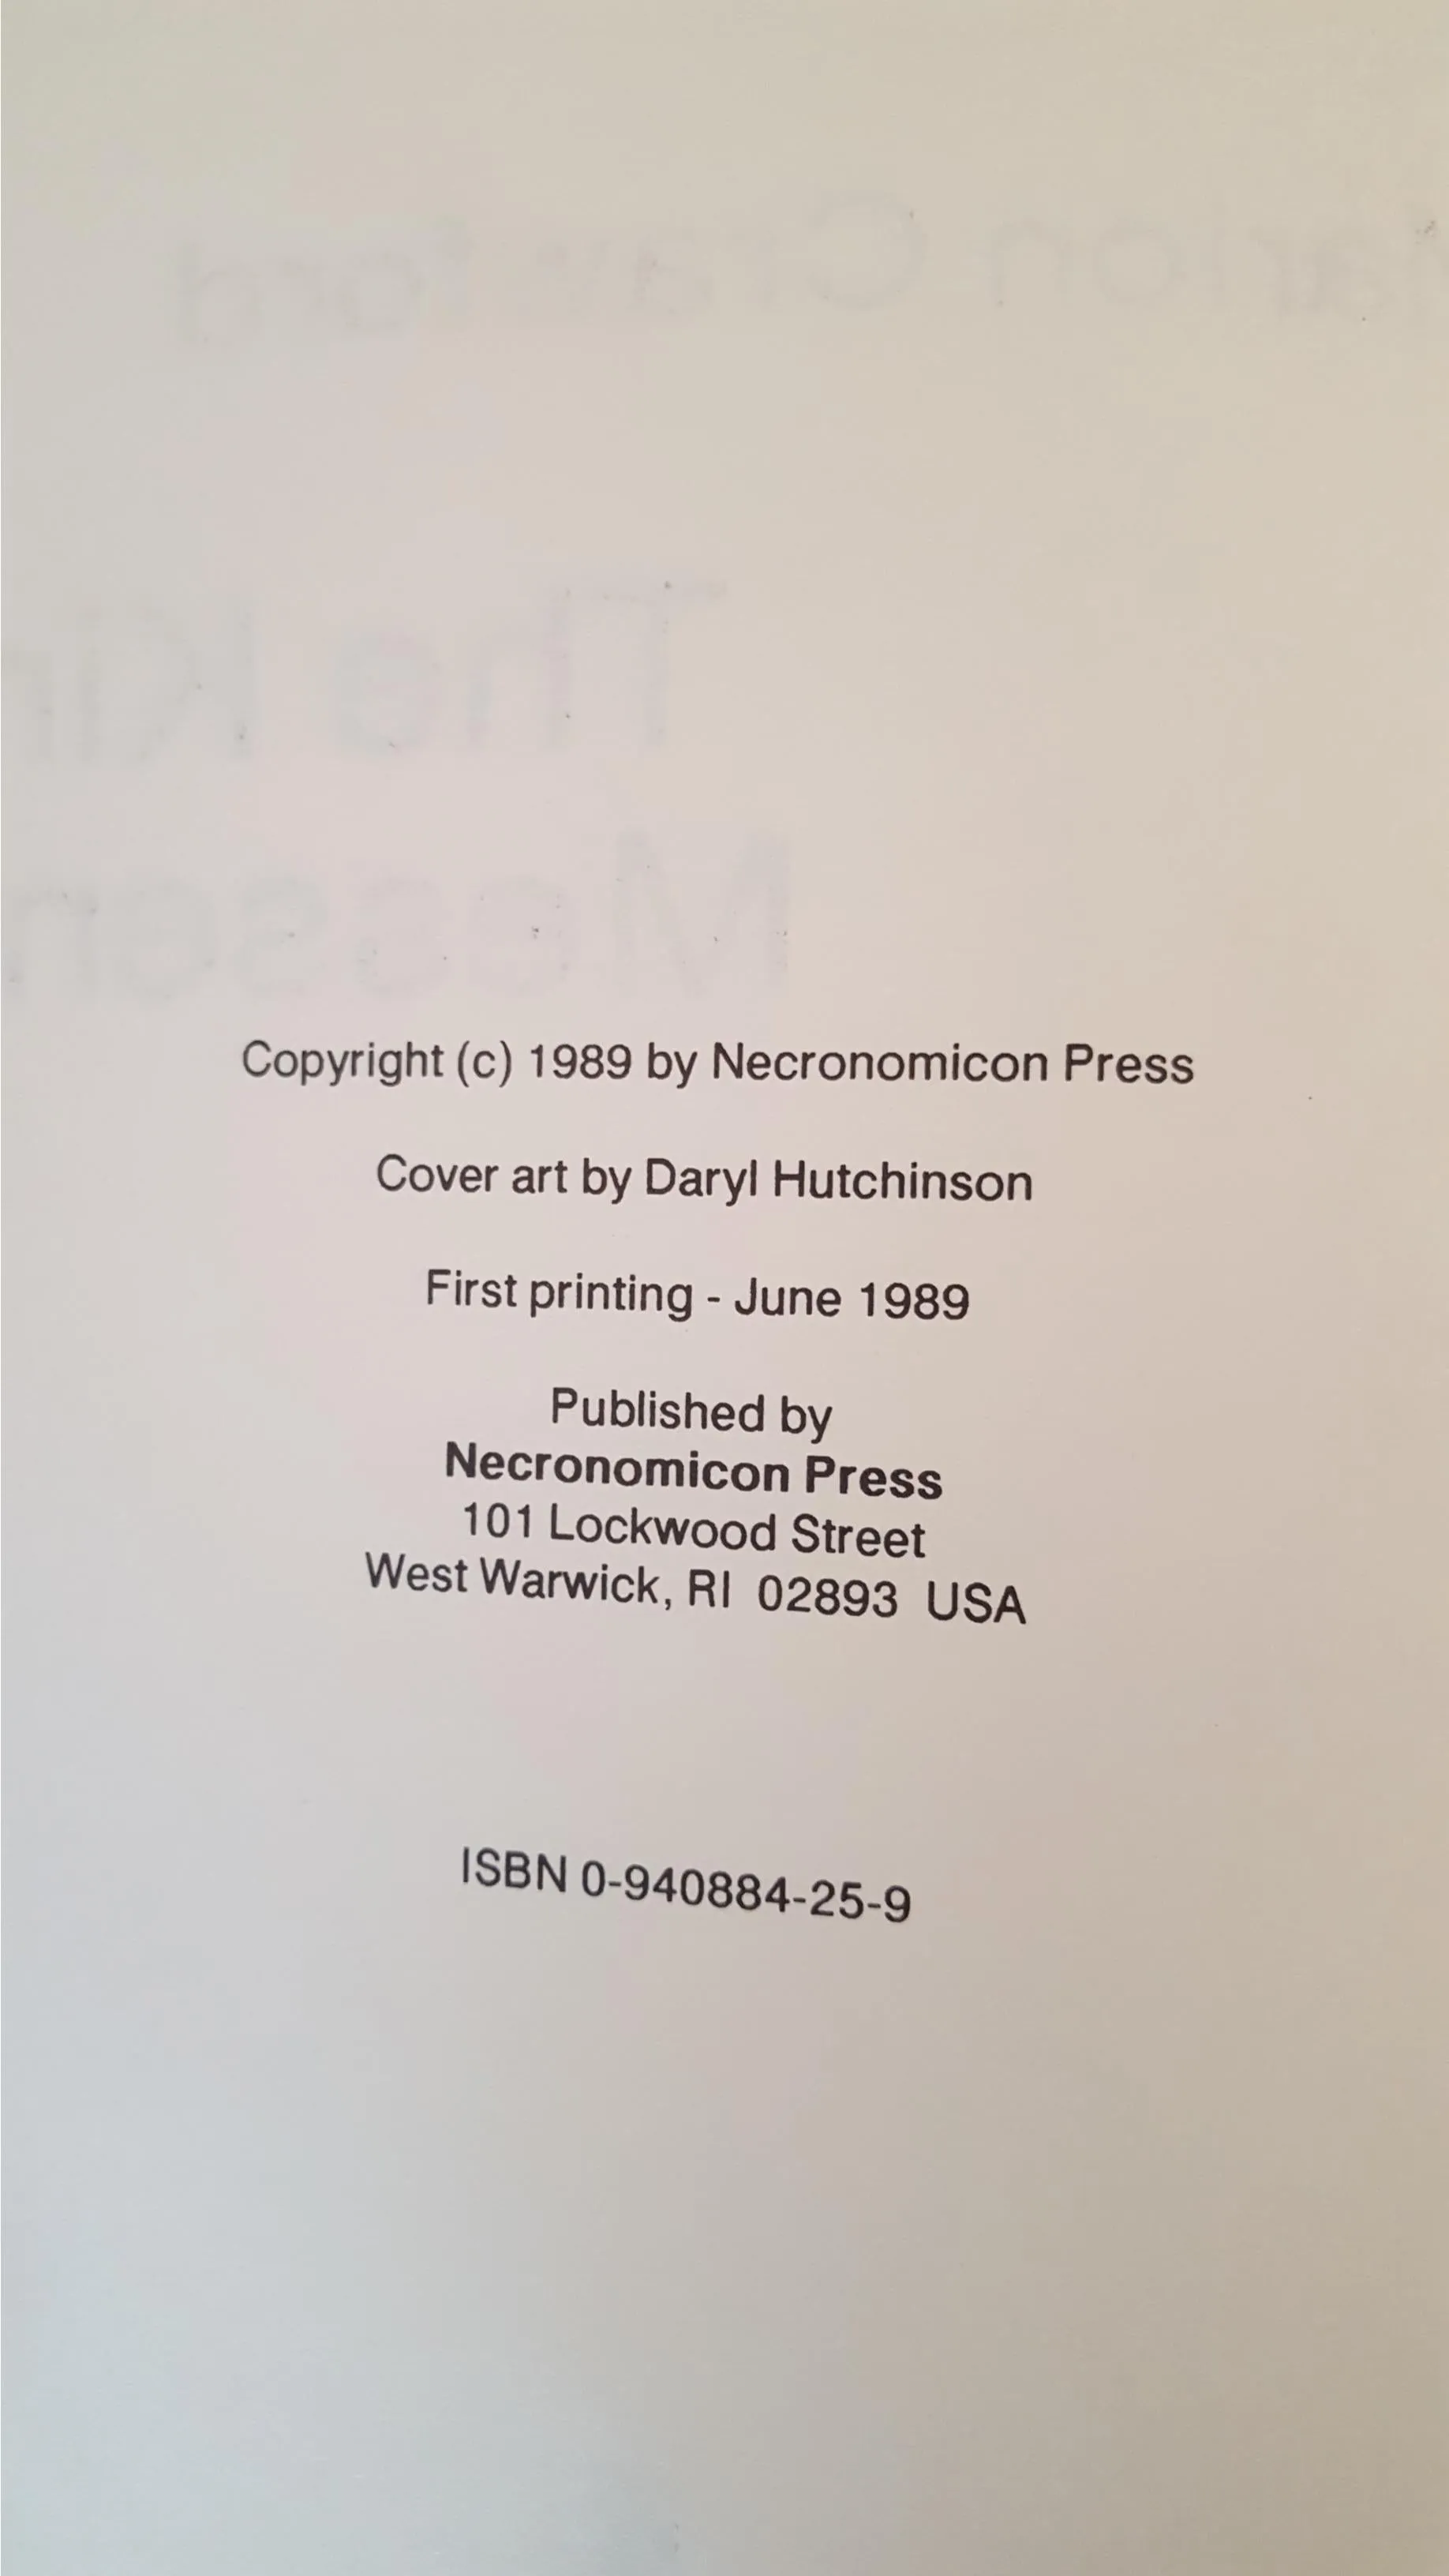 Copyright (c) 1989 by Necronomicon Press
Cover art by Daryl Hutchinson
First printing - June 1989
Published by
Necronomicon Press
101 Lockwood Street
West Warwick, RI 02893 USA
ISBN 0-940884-25-9